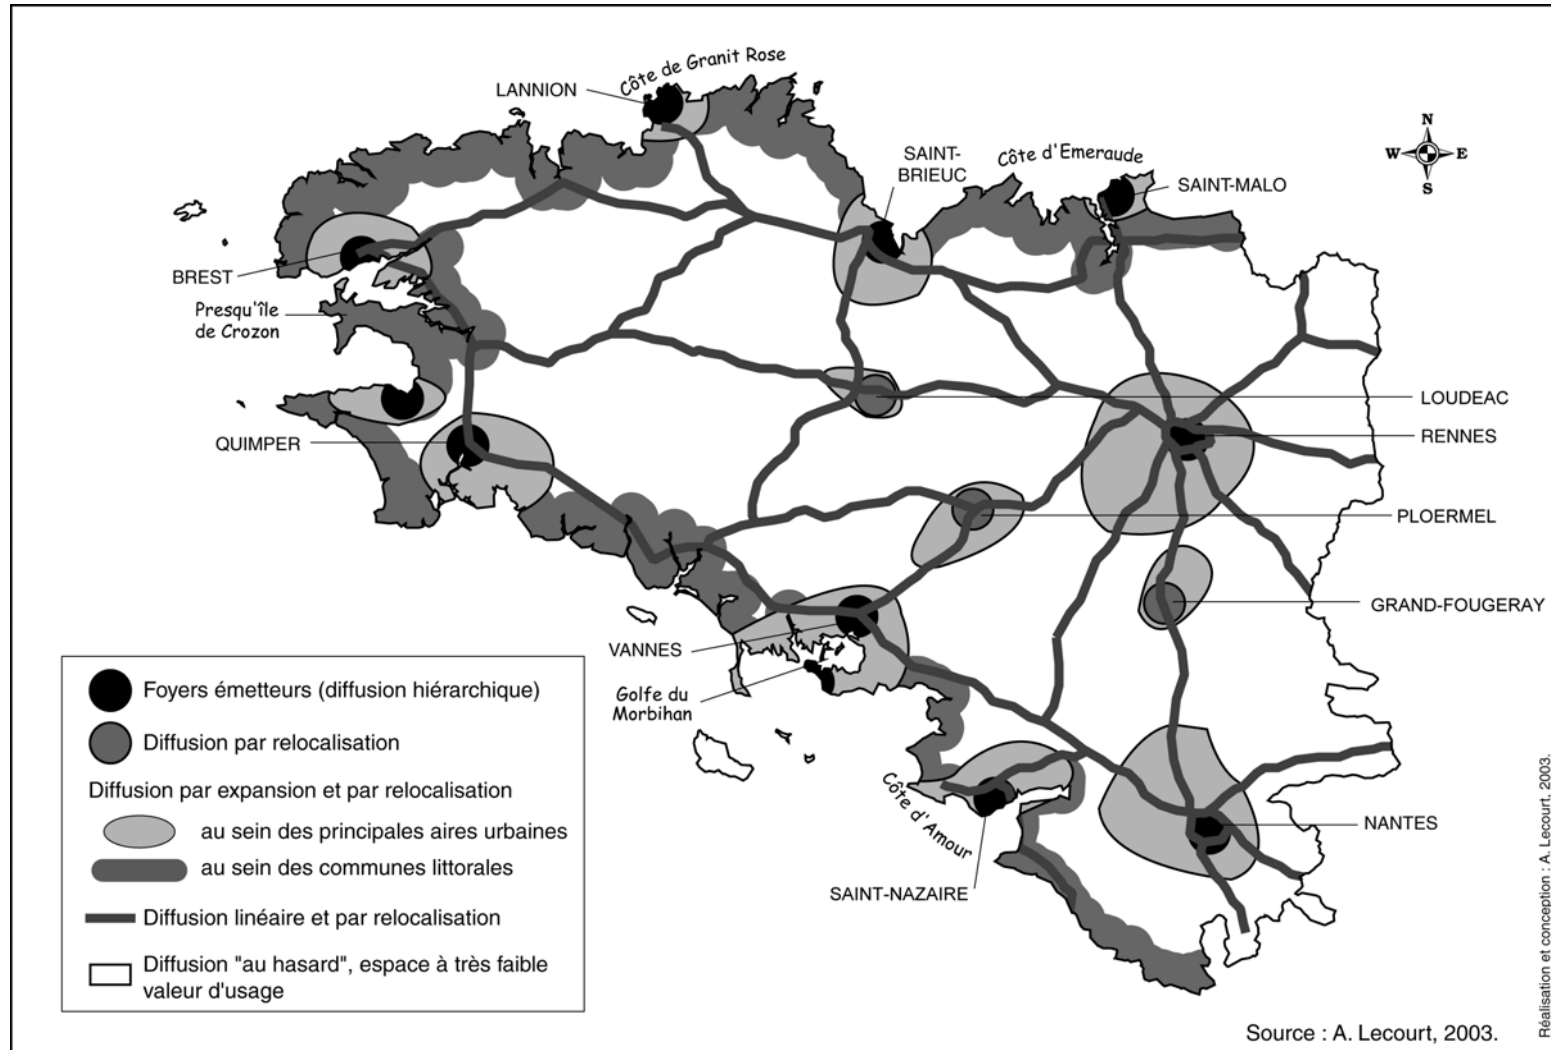 Côte de Granit Rose
LANNION
N
W
E
S
SAINT-
BRIEUC
Côte d'Emeraude
SAINT-MALO
BREST
Presqu'île
de Crozon
LOUDEAC
QUIMPER
RENNES
PLOERMEL
GRAND-FOUGERAY
VANNES
Golfe du
Morbihan
Côte d'Amour
NANTES
SAINT-NAZAIRE
Foyers émetteurs (diffusion hiérarchique)
Diffusion par relocalisation
Diffusion par expansion et par relocalisation
au sein des principales aires urbaines
au sein des communes littorales
Diffusion linéaire et par relocalisation
Diffusion "au hasard", espace à très faible
valeur d'usage
Réalisation et conception : A. Lecourt, 2003.
Source : A. Lecourt, 2003.